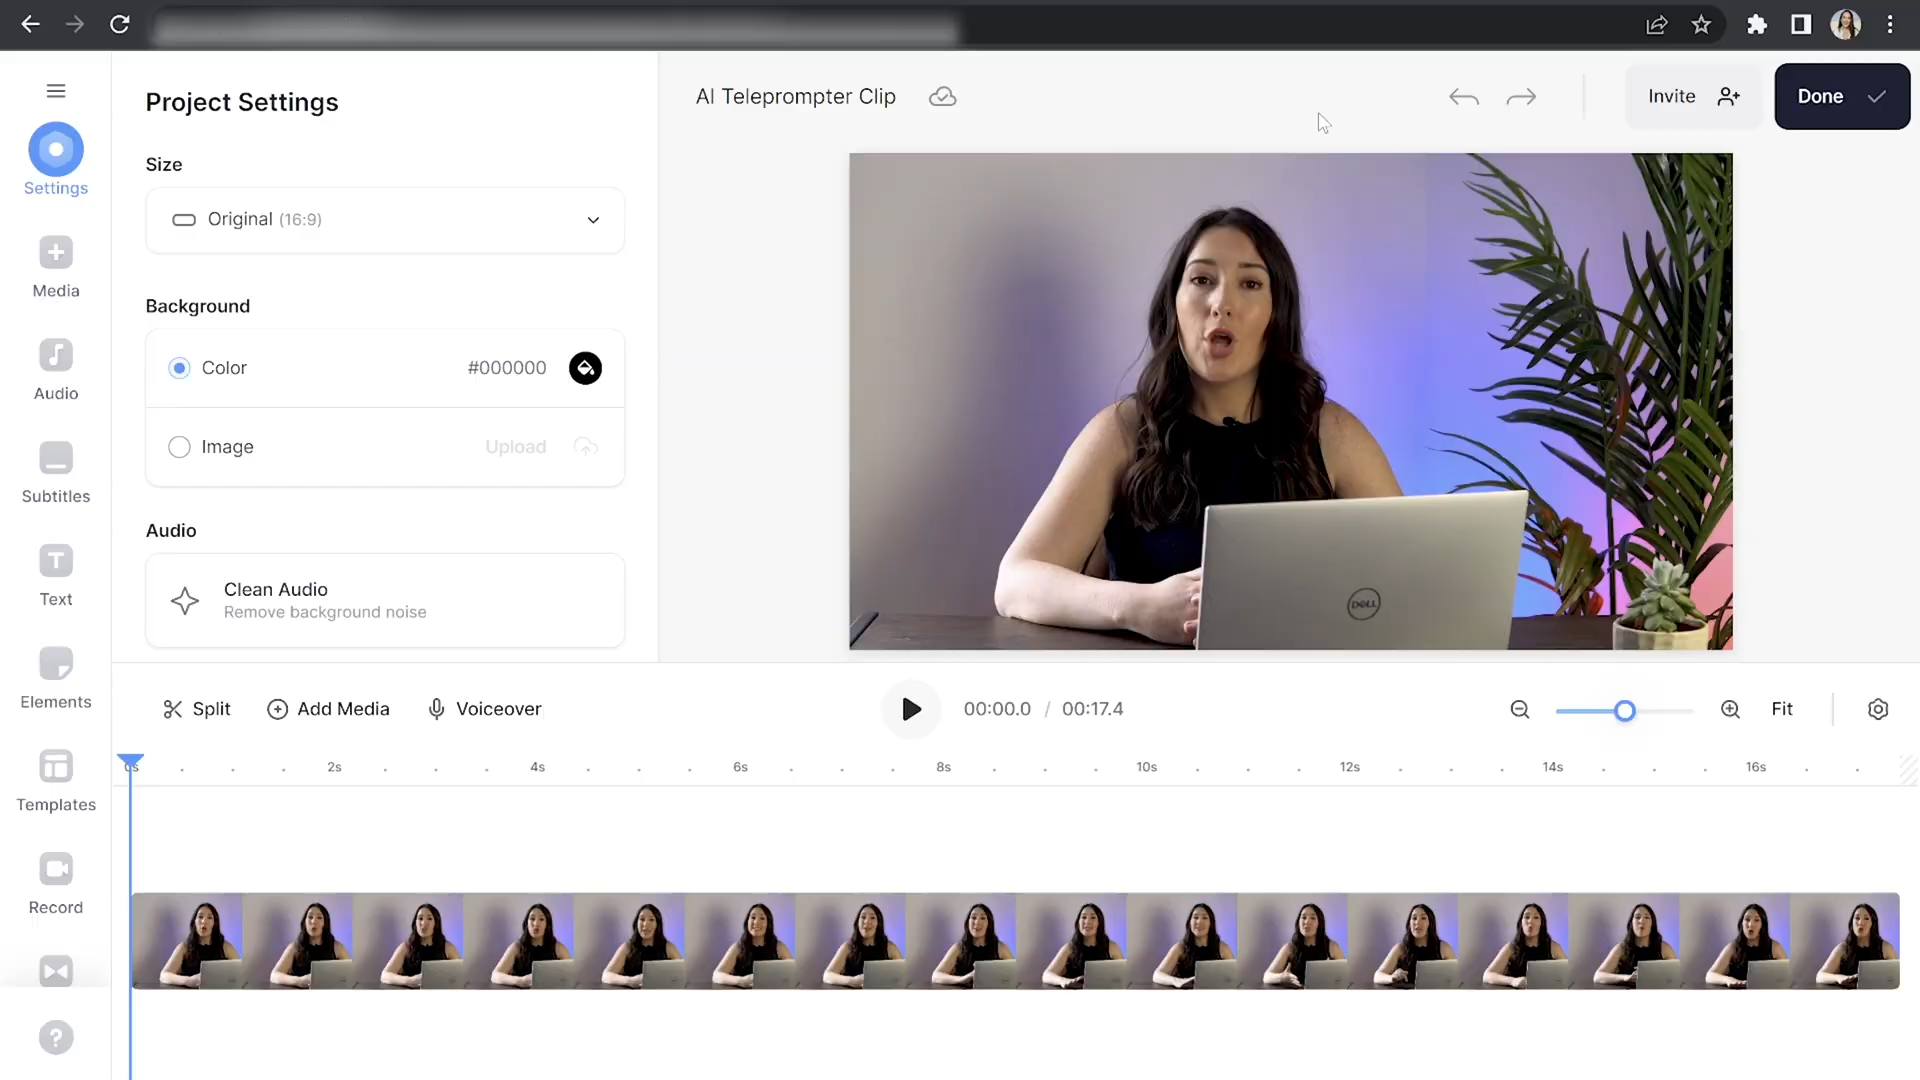 Project Settings
AI Teleprompter Clip
Invite
Done
Settings
Size
Original (16:9)
Media
Background
Color
#000000
Audio
Image
Upload
Subtitles
Audio
Text
Clean Audio
Remove background noise
DELL
Elements
Split
Add Media
Voiceover
00:00.0 / 00:17.4
Fit
0s 2s 4s 6s 8s 10s 12s 14s 16s
Templates
Record
?